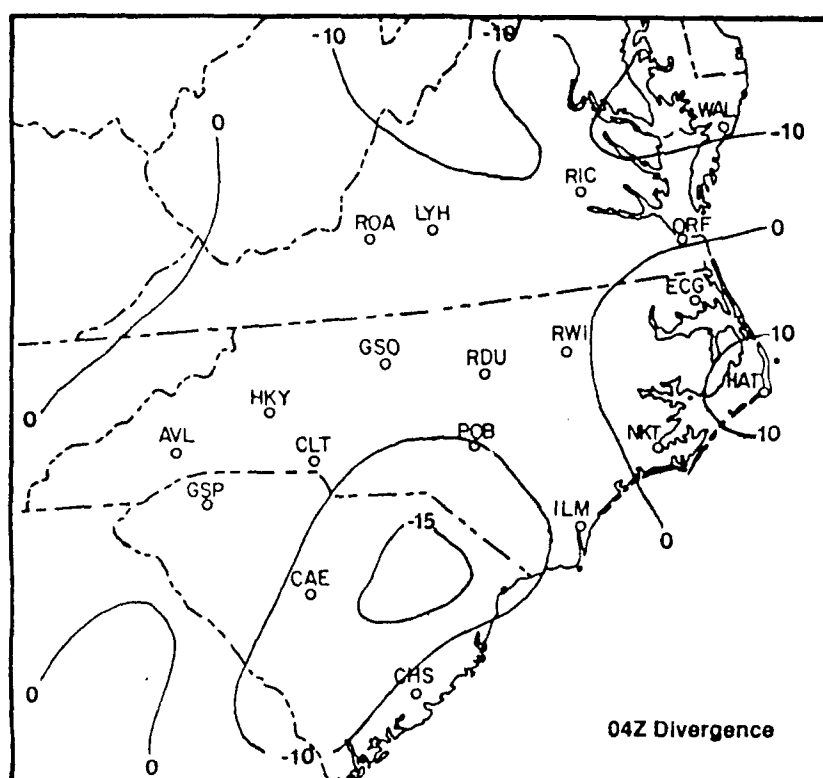 -10
-10
0
WAL
-10
RIC
ROA
LYH
ORF
0
ECG
GSO
RDU
RWI
10
HAT
HKY
0
10
AVL
CLT
POB
NKT
GSP
-15
ILM
0
CAE
CHS
0
-10
0
04Z Divergence